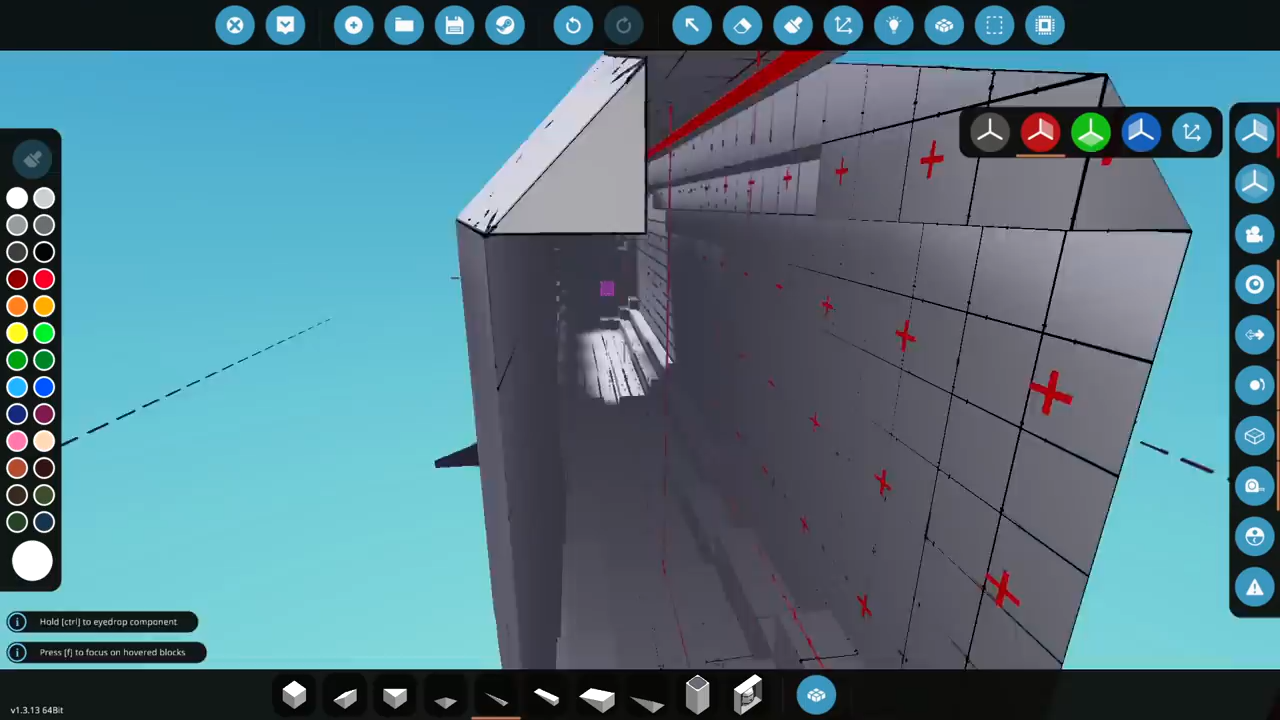 Hold [ctrl] to eyedrop component
Press [f] to focus on hovered blocks
v1.3.13 64Bit